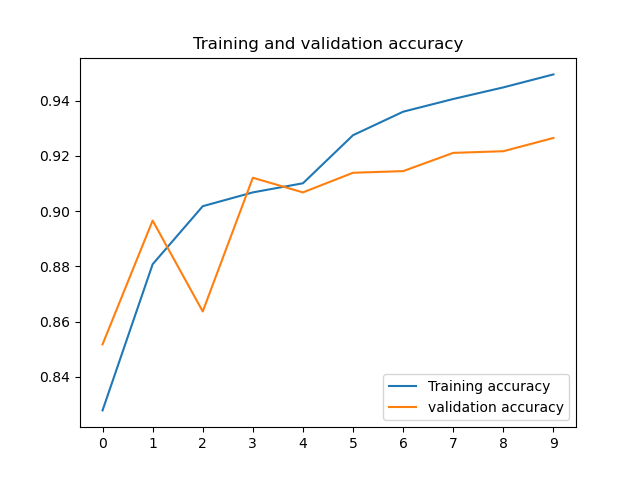 Training and validation accuracy
0.94
0.92
0.90
0.88
0.86
0.84
Training accuracy
validation accuracy
0 1 2 3 4 5 6 7 8 9